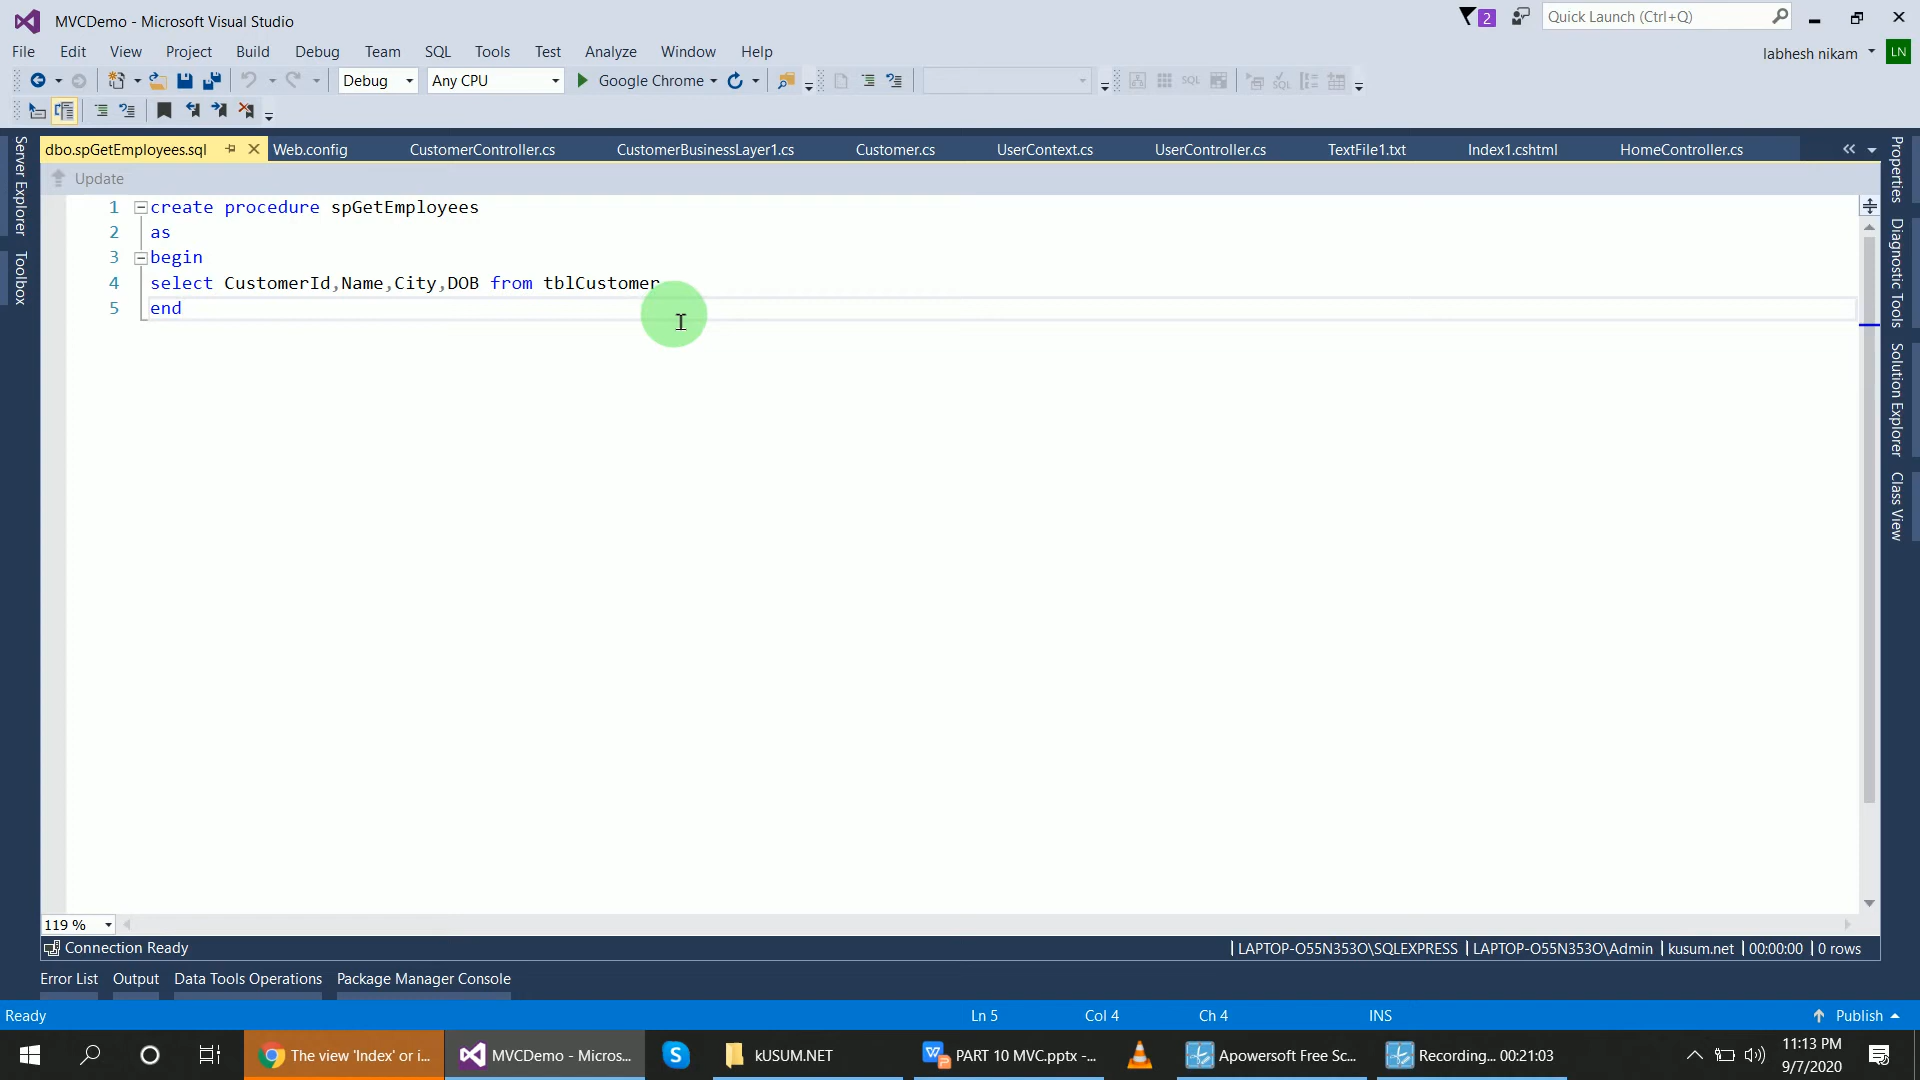 MVCDemo - Microsoft Visual Studio
2
Quick Launch (Ctrl+Q)
File Edit View Project Build Debug Team SQL Tools Test Analyze Window Help
labhesh nikam LN
Debug Any CPU Google Chrome SQL SQL
dbo.spGetEmployees.sql Web.config CustomerController.cs CustomerBusinessLayer1.cs Customer.cs UserContext.cs UserController.cs TextFile1.txt Index1.cshtml HomeController.cs
Server Explorer
Toolbox
Properties
Diagnostic Tools
Solution Explorer
Class View
Update
1 create procedure spGetEmployees
2 as
3 begin
4 select CustomerId,Name,City,DOB from tblCustomer
5 end
119 %
Connection Ready
LAPTOP-O55N353O\SQLEXPRESS LAPTOP-O55N353O\Admin kusum.net 00:00:00 0 rows
Error List Output Data Tools Operations Package Manager Console
Ready Ln 5 Col 4 Ch 4 INS Publish
The view 'Index' or i... MVCDemo - Micros... kUSUM.NET PART 10 MVC.pptx -... Apowersoft Free Sc... Recording... 00:21:03
11:13 PM
9/7/2020